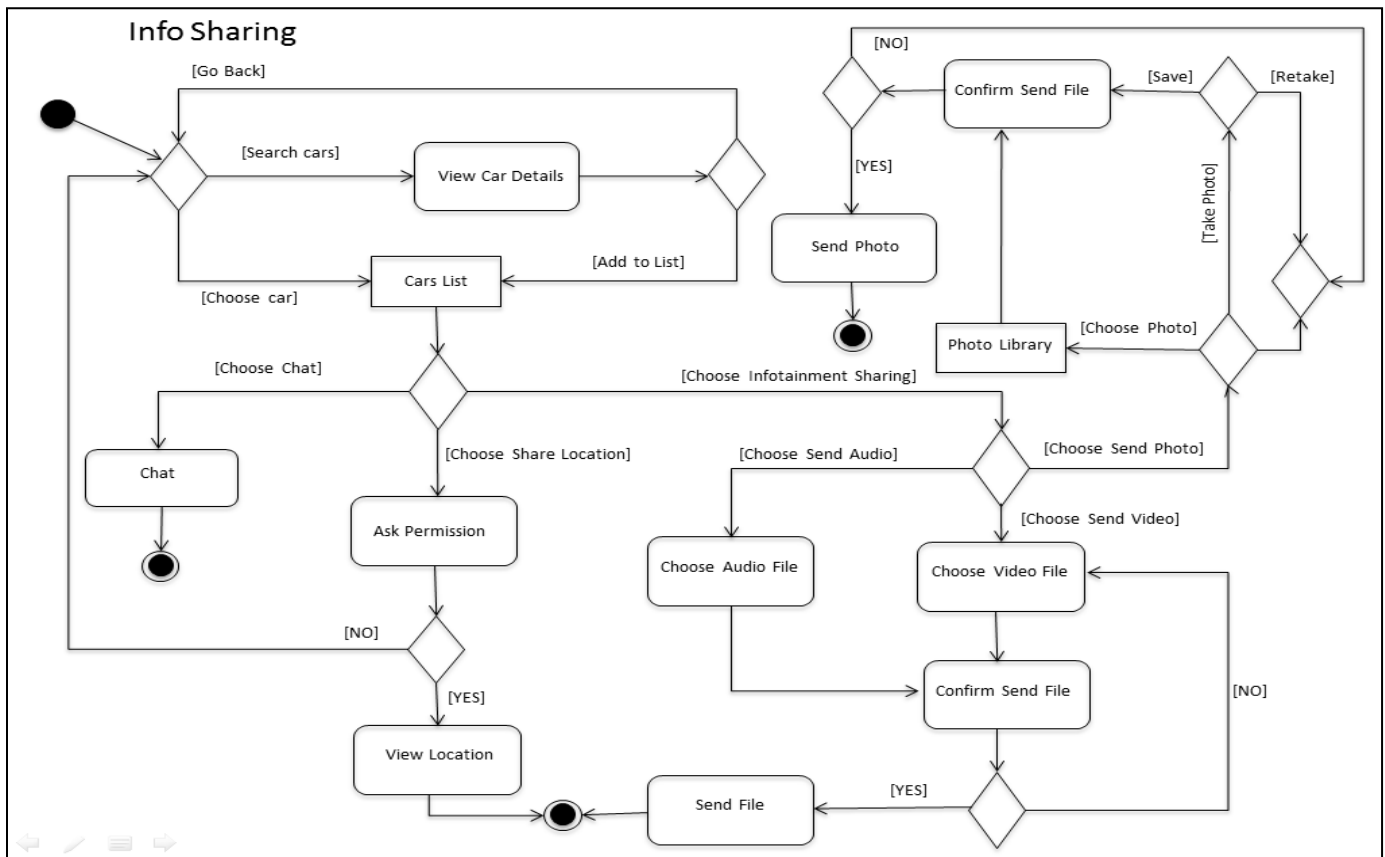 Info Sharing
[Go Back]
[Search cars]
View Car Details
[Choose car]
Cars List
[Add to List]
[NO]
Confirm Send File
[Save]
[Retake]
[YES]
Send Photo
[Take Photo]
Photo Library
[Choose Photo]
[Choose Chat]
[Choose Infotainment Sharing]
Chat
[Choose Share Location]
Ask Permission
[NO]
[YES]
View Location
[Choose Send Audio]
[Choose Send Photo]
[Choose Send Video]
Choose Audio File
Choose Video File
Confirm Send File
[NO]
[YES]
Send File